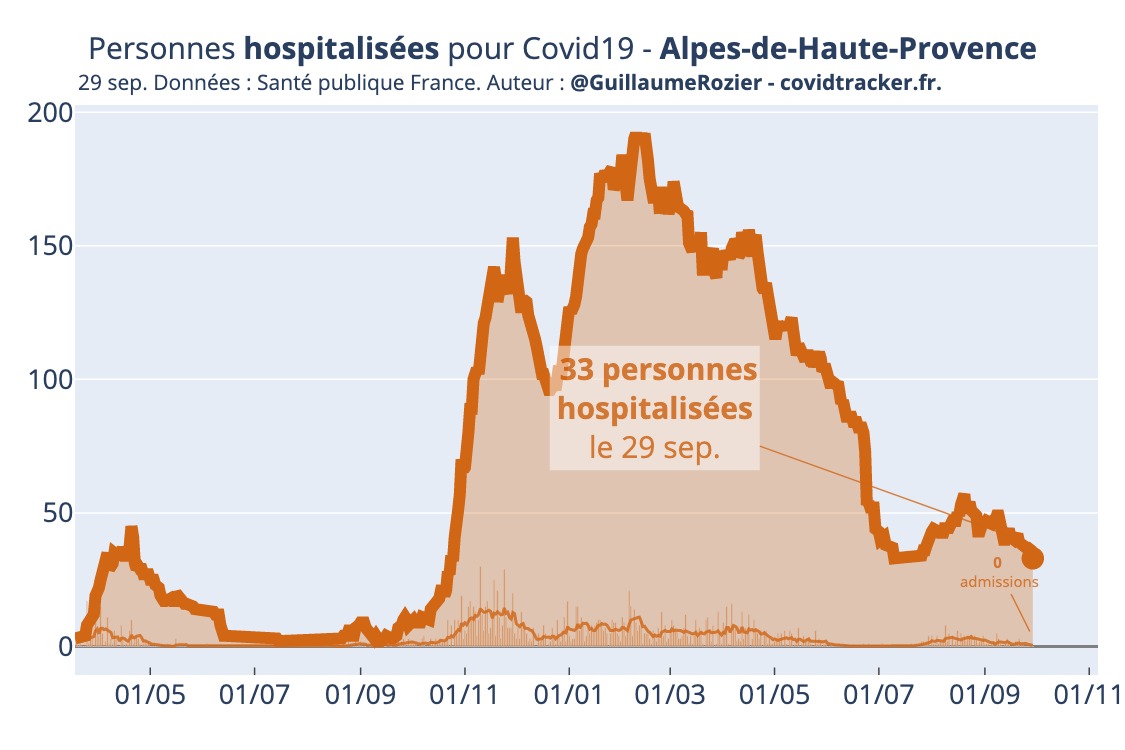 Personnes hospitalisées pour Covid19 - Alpes-de-Haute-Provence
29 sep. Données : Santé publique France. Auteur : @GuillaumeRozier - covidtracker.fr.
200
150
100
50
0
33 personnes
hospitalisées
le 29 sep.
0
admissions
01/05 01/07 01/09 01/11 01/01 01/03 01/05 01/07 01/09 01/11